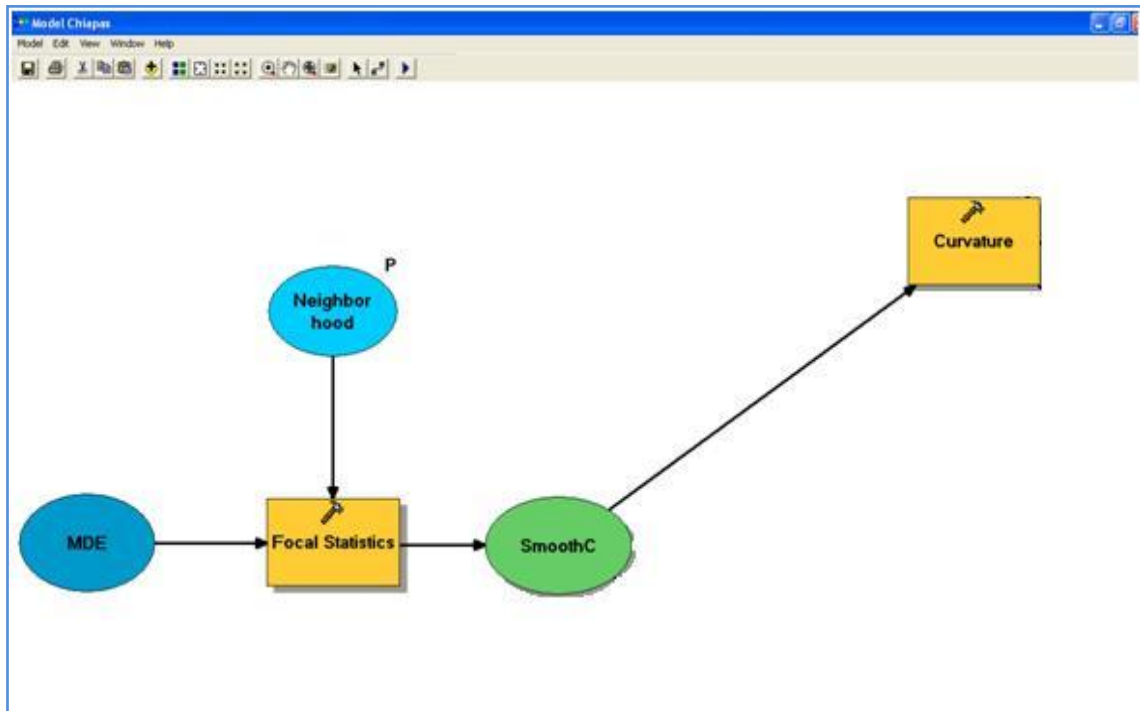 Model Chiapas
Model Edit View Window Help
Curvature
P
Neighbor
hood
MDE
Focal Statistics
SmoothC